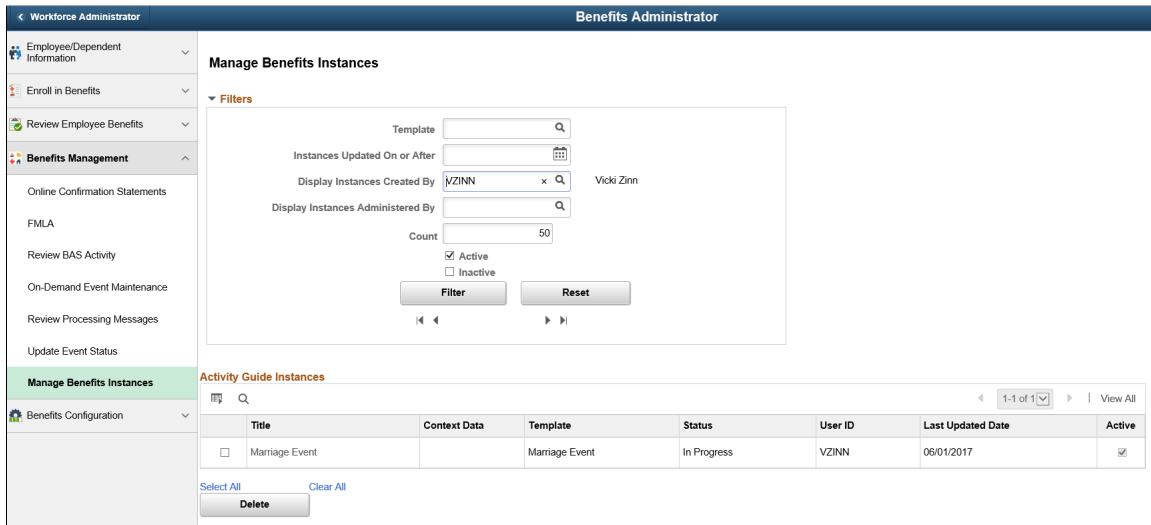 Workforce Administrator
Benefits Administrator
Employee/Dependent
Information
Enroll in Benefits
Review Employee Benefits
Benefits Management
Online Confirmation Statements
FMLA
Review BAS Activity
On-Demand Event Maintenance
Review Processing Messages
Update Event Status
Manage Benefits Instances
Benefits Configuration
Manage Benefits Instances
Filters
Template
Instances Updated On or After
Display Instances Created By VZINN × Vicki Zinn
Display Instances Administered By
Count 50
Active
Inactive
Filter Reset
Activity Guide Instances
1-1 of 1 | View All
Title Context Data Template Status User ID Last Updated Date Active
Marriage Event Marriage Event In Progress VZINN 06/01/2017
Select All Clear All
Delete